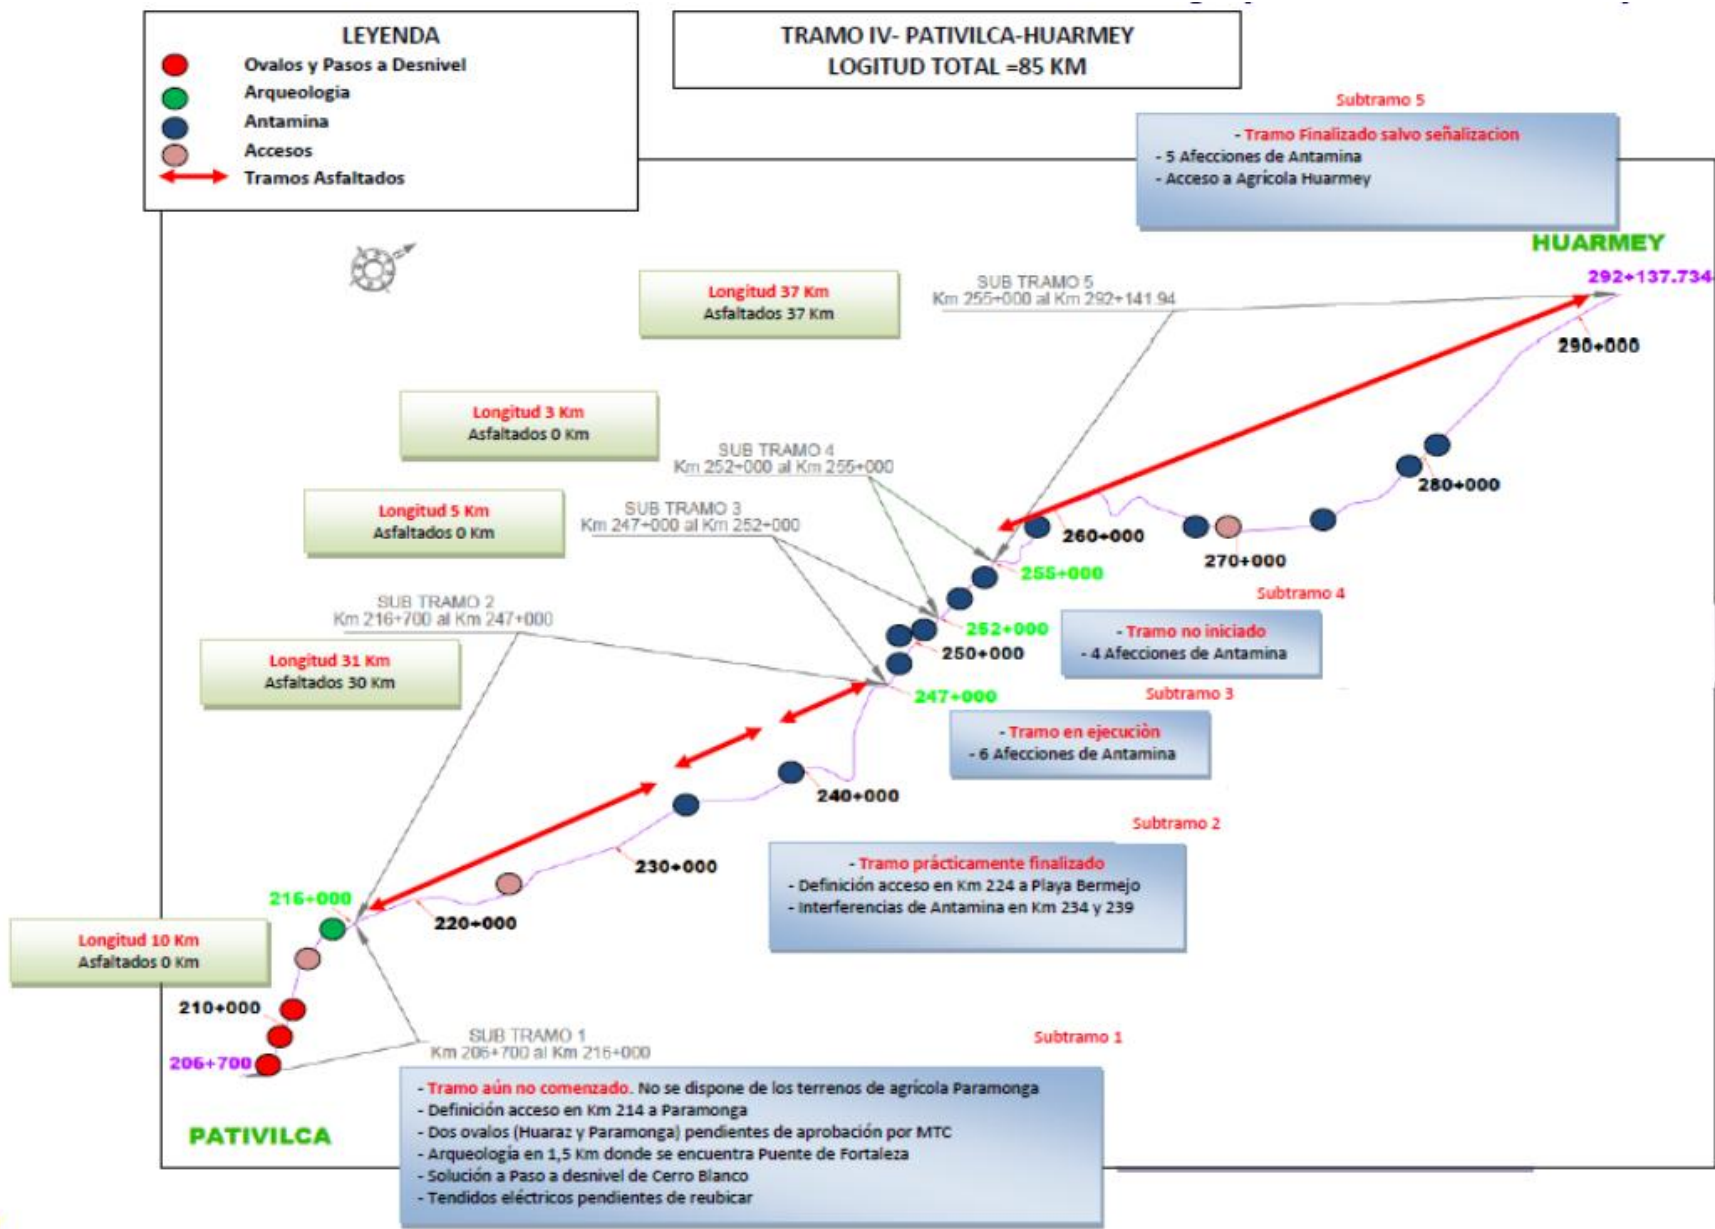 LEYENDA
Ovalos y Pasos a Desnivel
Arqueologia
Antamina
Accesos
Tramos Asfaltados
TRAMO IV- PATIVILCA-HUARMEY
LOGITUD TOTAL =85 KM
Subtramo 5
- Tramo Finalizado salvo señalizacion
- 5 Afecciones de Antamina
- Acceso a Agrícola Huarmey
HUARMEY
292+137.734
Longitud 37 Km
Asfaltados 37 Km
SUB TRAMO 5
Km 255+000 al Km 292+141.94
290+000
Longitud 3 Km
Asfaltados 0 Km
SUB TRAMO 4
Km 252+000 al Km 255+000
280+000
Longitud 5 Km
Asfaltados 0 Km
SUB TRAMO 3
Km 247+000 al Km 252+000
260+000
270+000
255+000
Subtramo 4
- Tramo no iniciado
- 4 Afecciones de Antamina
SUB TRAMO 2
Km 216+700 al Km 247+000
252+000
250+000
Longitud 31 Km
Asfaltados 30 Km
247+000
Subtramo 3
- Tramo en ejecuciòn
- 6 Afecciones de Antamina
240+000
Subtramo 2
- Tramo prácticamente finalizado
- Definición acceso en Km 224 a Playa Bermejo
- Interferencias de Antamina en Km 234 y 239
230+000
216+000
220+000
Longitud 10 Km
Asfaltados 0 Km
210+000
206+700
SUB TRAMO 1
Km 206+700 al Km 216+000
Subtramo 1
- Tramo aún no comenzado. No se dispone de los terrenos de agrícola Paramonga
- Definición acceso en Km 214 a Paramonga
- Dos ovalos (Huaraz y Paramonga) pendientes de aprobación por MTC
- Arqueología en 1,5 Km donde se encuentra Puente de Fortaleza
- Solución a Paso a desnivel de Cerro Blanco
- Tendidos eléctricos pendientes de reubicar
PATIVILCA